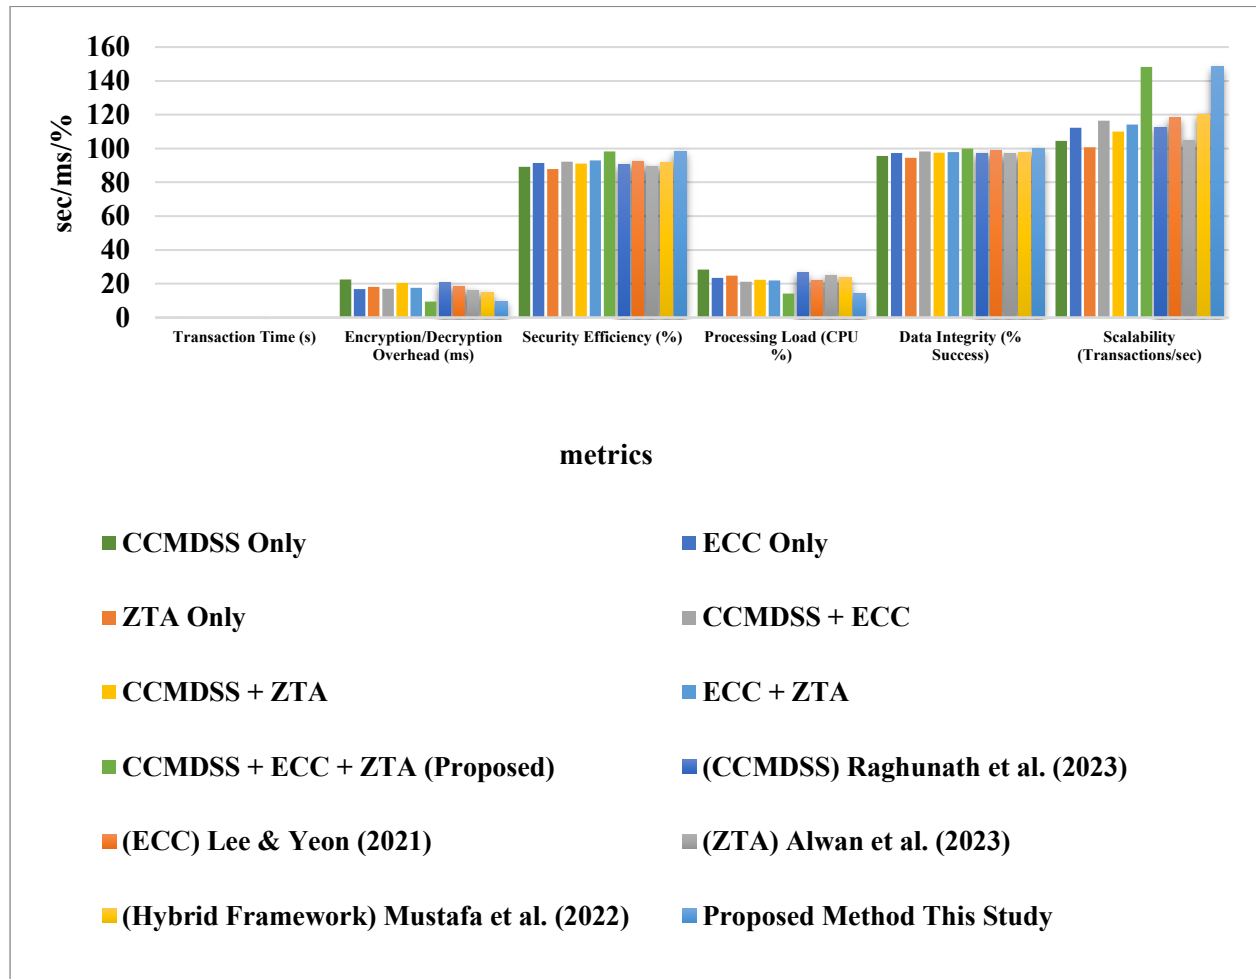 160
140
120
100
80
60
40
20
0
sec/ms/%
Transaction Time (s)
Encryption/Decryption
Overhead (ms)
Security Efficiency (%)
Processing Load (CPU
%)
Data Integrity (%
Success)
Scalability
(Transactions/sec)
metrics
CCMDSS Only
ECC Only
ZTA Only
CCMDSS + ECC
CCMDSS + ZTA
ECC + ZTA
CCMDSS + ECC + ZTA (Proposed)
(CCMDSS) Raghunath et al. (2023)
(ECC) Lee & Yeon (2021)
(ZTA) Alwan et al. (2023)
(Hybrid Framework) Mustafa et al. (2022)
Proposed Method This Study